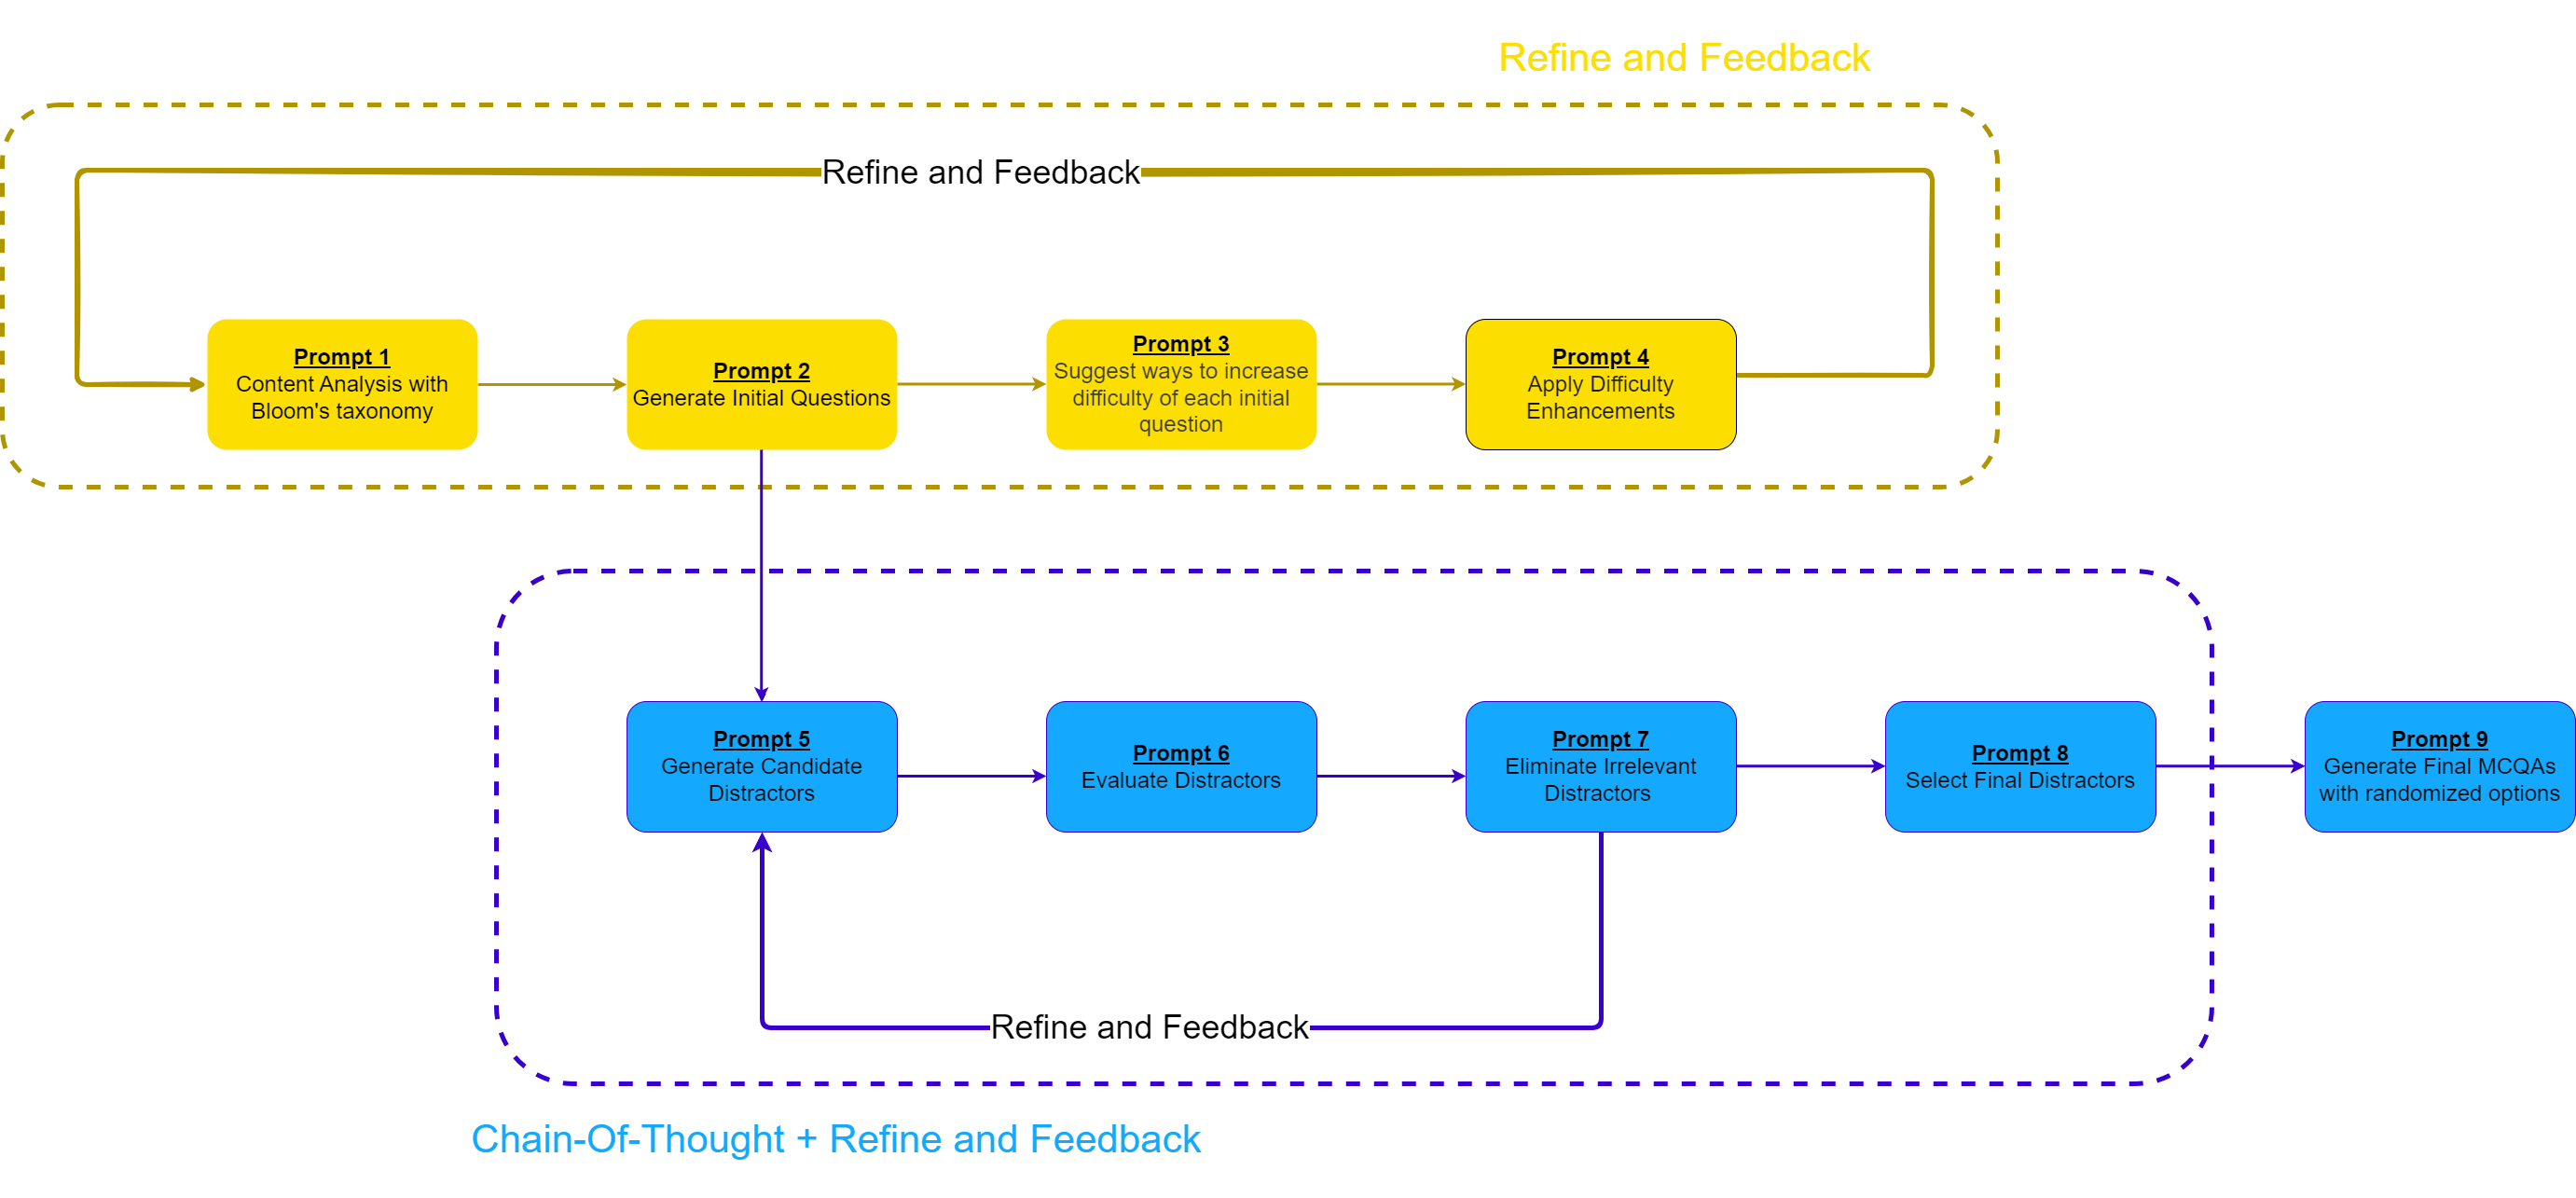 Refine and Feedback
Refine and Feedback
Prompt 1
Content Analysis with
Bloom's taxonomy
Prompt 2
Generate Initial Questions
Prompt 3
Suggest ways to increase
difficulty of each initial
question
Prompt 4
Apply Difficulty
Enhancements
Prompt 5
Generate Candidate
Distractors
Prompt 6
Evaluate Distractors
Prompt 7
Eliminate Irrelevant
Distractors
Prompt 8
Select Final Distractors
Prompt 9
Generate Final MCQAs
with randomized options
Refine and Feedback
Chain-Of-Thought + Refine and Feedback